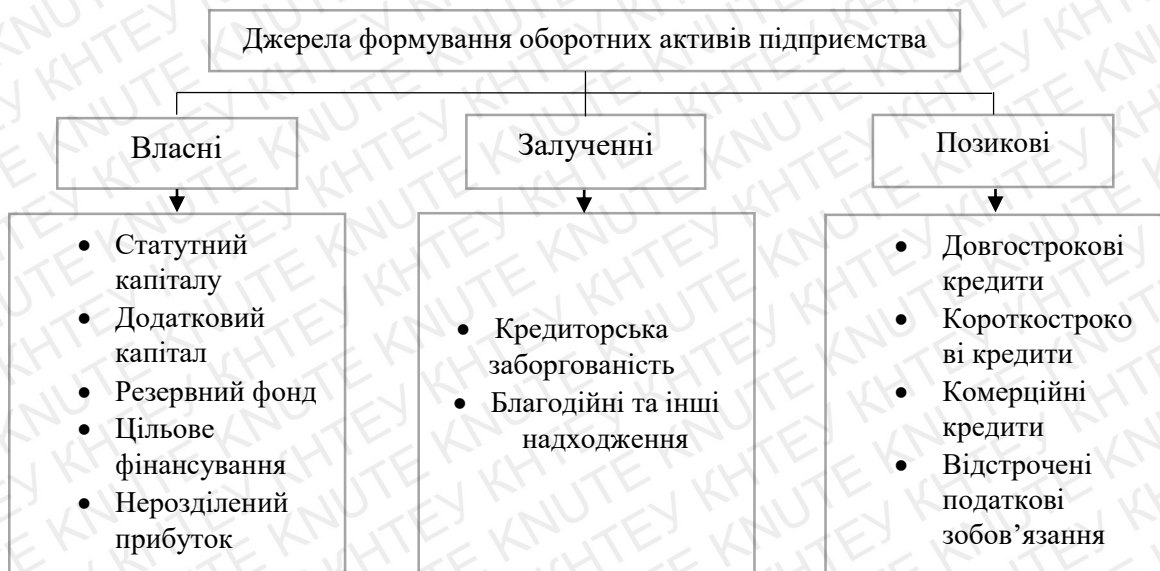 Джерела формування оборотних активів підприємства
Власні
Залученні
Позикові
• Статутний
капіталу
• Додатковий
капітал
• Резервний фонд
• Цільове
фінансування
• Нерозділений
прибуток
• Кредиторська
заборгованість
• Благодійні та інші
надходження
• Довгострокові
кредити
• Короткостроко
ві кредити
• Комерційні
кредити
• Відстрочені
податкові
зобов’язання